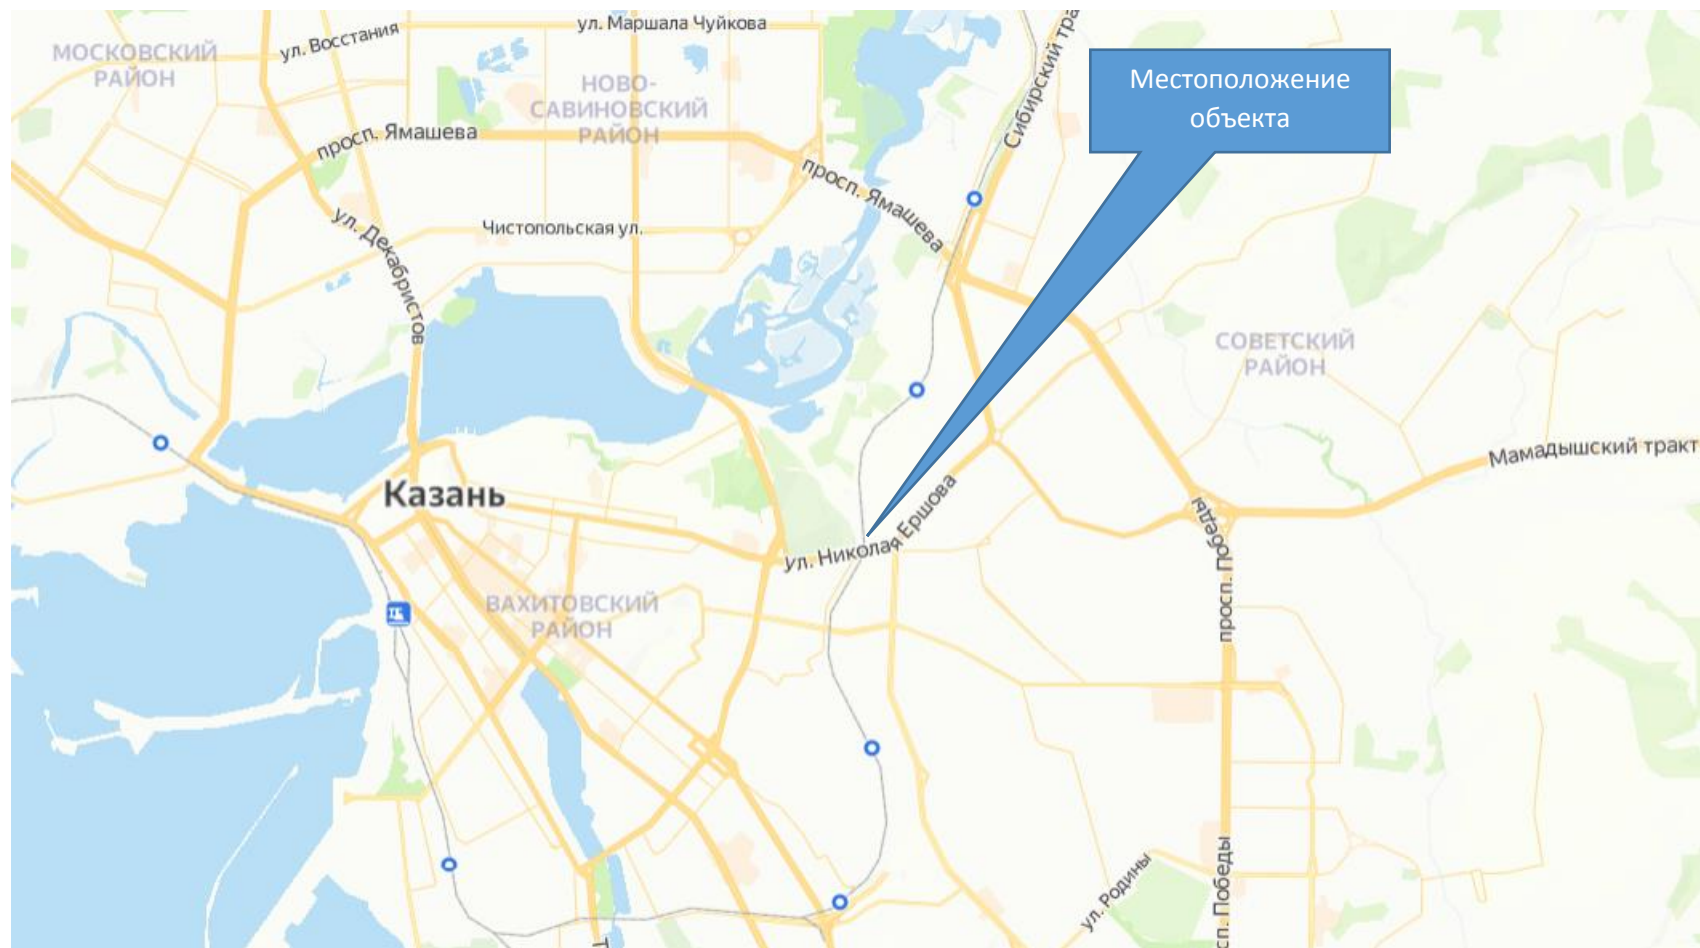 ул. Маршала Чуйкова
ул. Восстания
МОСКОВСКИЙ
РАЙОН
НОВО-
САВИНОВСКИЙ
РАЙОН
Сибирский тра
Местоположение
объекта
просп. Ямашева
просп. Ямашева
Чистопольская ул.
ул. Декабристов
СОВЕТСКИЙ
РАЙОН
Мамадышский тракт
Казань
ул. Николая Ершова
просп. Победы
ВАХИТОВСКИЙ
РАЙОН
ул. Родины
сп. Победы
Т